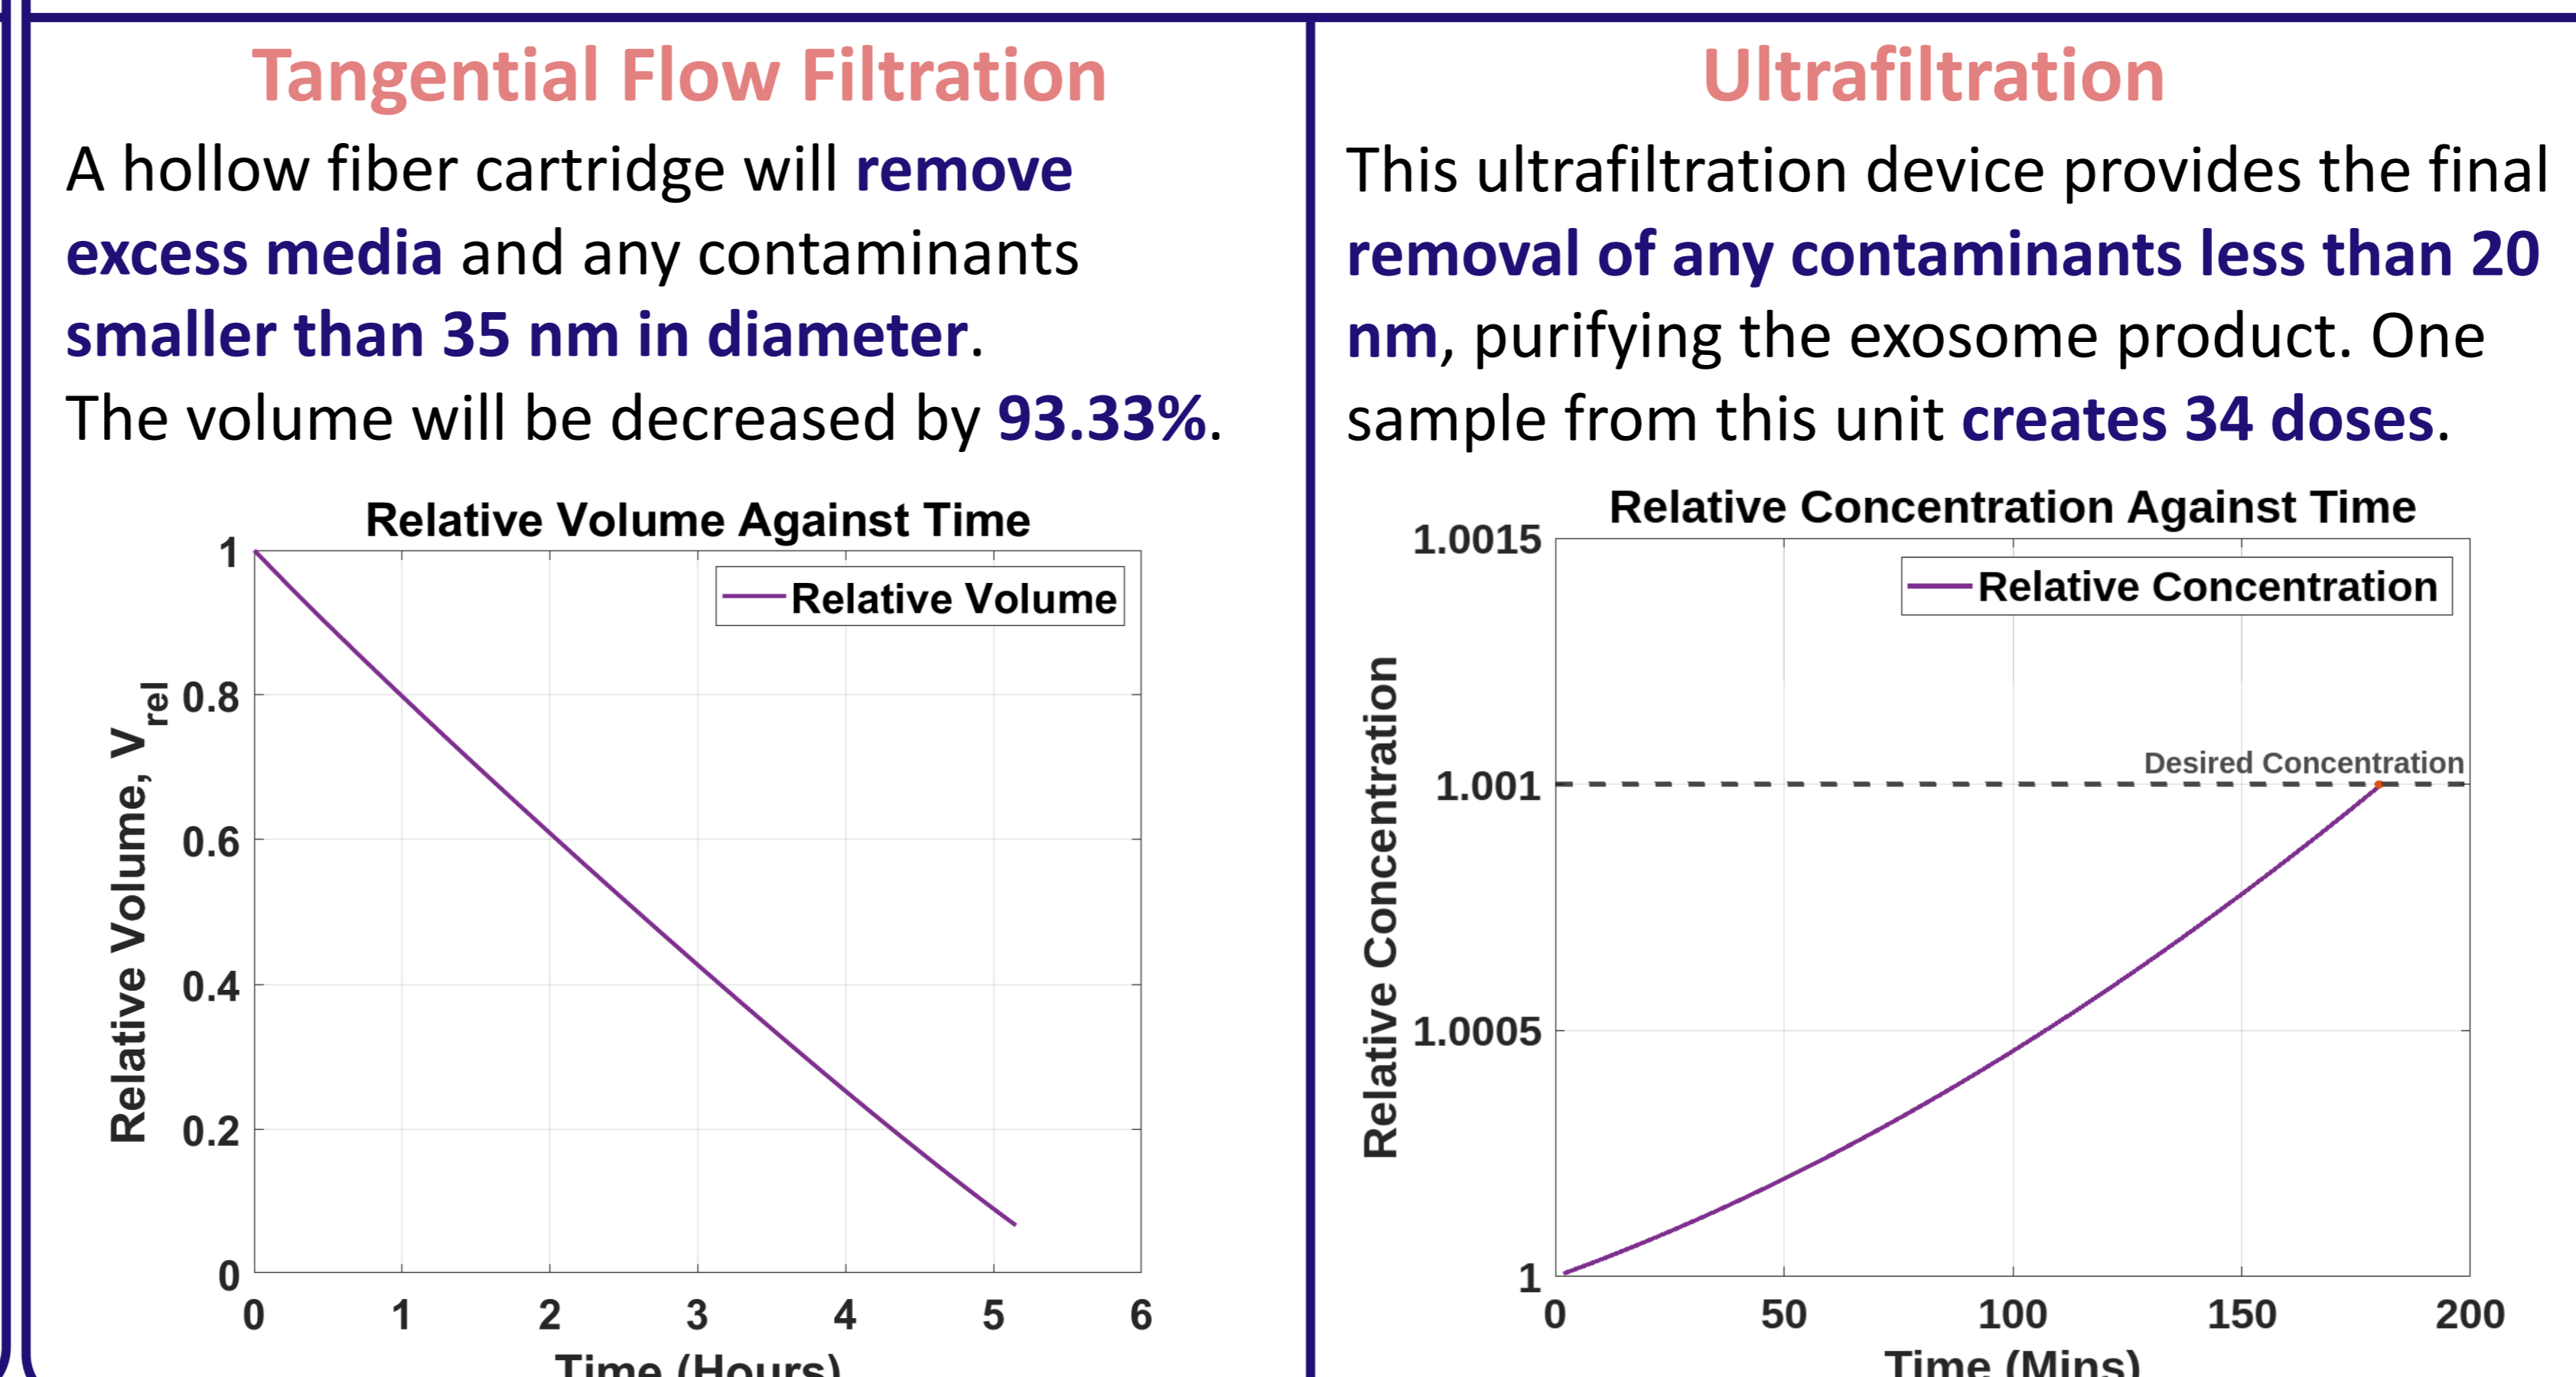 Tangential Flow Filtration
A hollow fiber cartridge will remove
excess media and any contaminants
smaller than 35 nm in diameter.
The volume will be decreased by 93.33%.
Relative Volume Against Time
Relative Volume
Relative Volume, V rel
1
0.8
0.6
0.4
0.2
0
0 1 2 3 4 5 6
Time (Hours)
Ultrafiltration
This ultrafiltration device provides the final
removal of any contaminants less than 20
nm, purifying the exosome product. One
sample from this unit creates 34 doses.
Relative Concentration Against Time
Relative Concentration
Desired Concentration
Relative Concentration
1.0015
1.001
1.0005
1
0 50 100 150 200
Time (Mins)